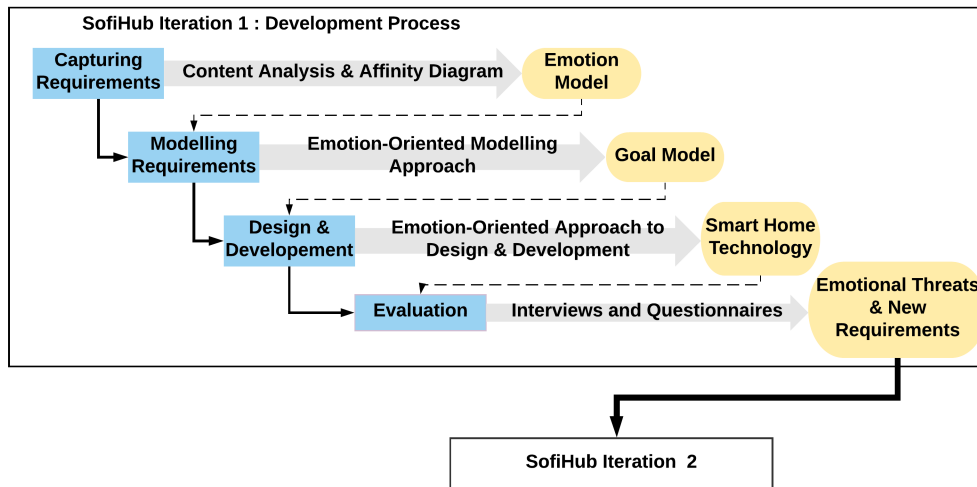 SofiHub Iteration 1 : Development Process
Capturing
Requirements
Content Analysis & Affinity Diagram
Emotion
Model
Modelling
Requirements
Emotion-Oriented Modelling
Approach
Goal Model
Design &
Developement
Emotion-Oriented Approach to
Design & Development
Smart Home
Technology
Evaluation
Interviews and Questionnaires
Emotional Threats
& New
Requirements
SofiHub Iteration 2